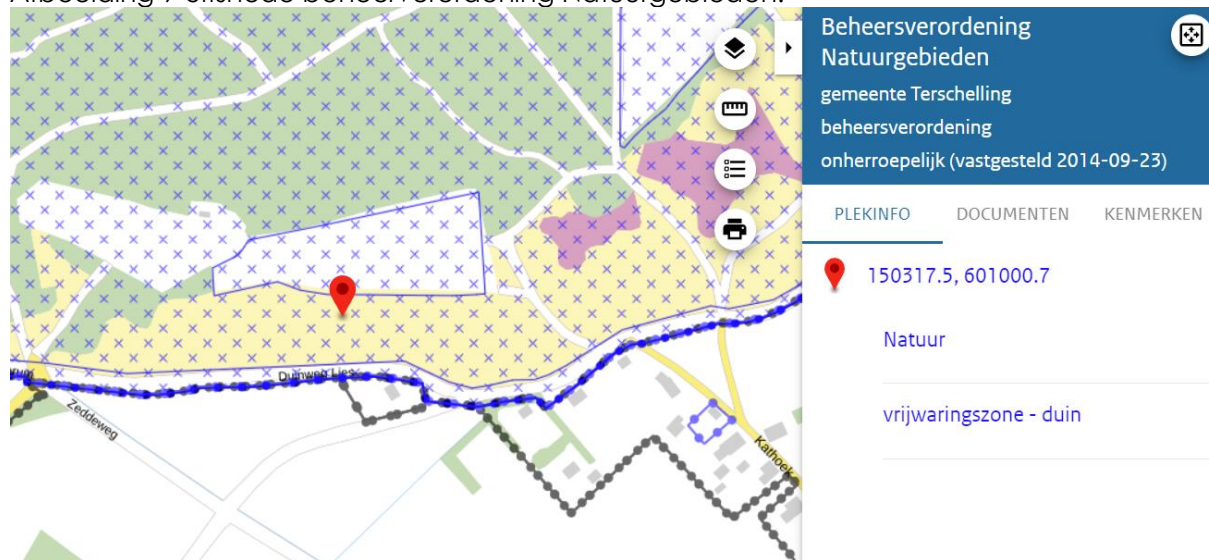 Beheersverordening
Natuurgebieden
gemeente Terschelling
beheersverordening
onherroepelijk (vastgesteld 2014-09-23)
PLEKINFO DOCUMENTEN KENMERKEN
150317.5, 601000.7
Natuur
vrijwaringszone - duin
Duinweg Lies
Zeddeweg
Kathoek